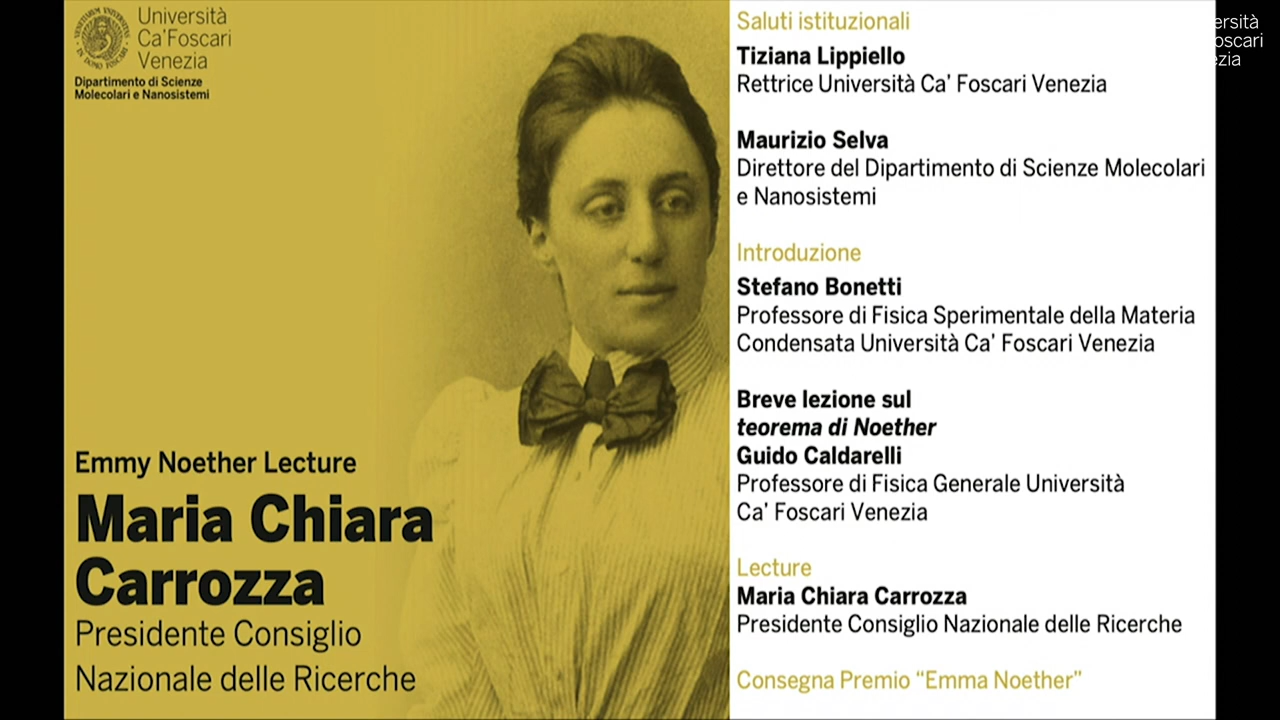 Università
Ca'Foscari
Venezia
Dipartimento di Scienze
Molecolari e Nanosistemi
Emmy Noether Lecture
Maria Chiara
Carrozza
Presidente Consiglio
Nazionale delle Ricerche
Saluti istituzionali
Tiziana Lippiello
Rettrice Università Ca' Foscari Venezia
Maurizio Selva
Direttore del Dipartimento di Scienze Molecolari
e Nanosistemi
Introduzione
Stefano Bonetti
Professore di Fisica Sperimentale della Materia
Condensata Università Ca' Foscari Venezia
Breve lezione sul
teorema di Noether
Guido Caldarelli
Professore di Fisica Generale Università
Ca' Foscari Venezia
Lecture
Maria Chiara Carrozza
Presidente Consiglio Nazionale delle Ricerche
Consegna Premio “Emma Noether”
ersità
oscari
ezia